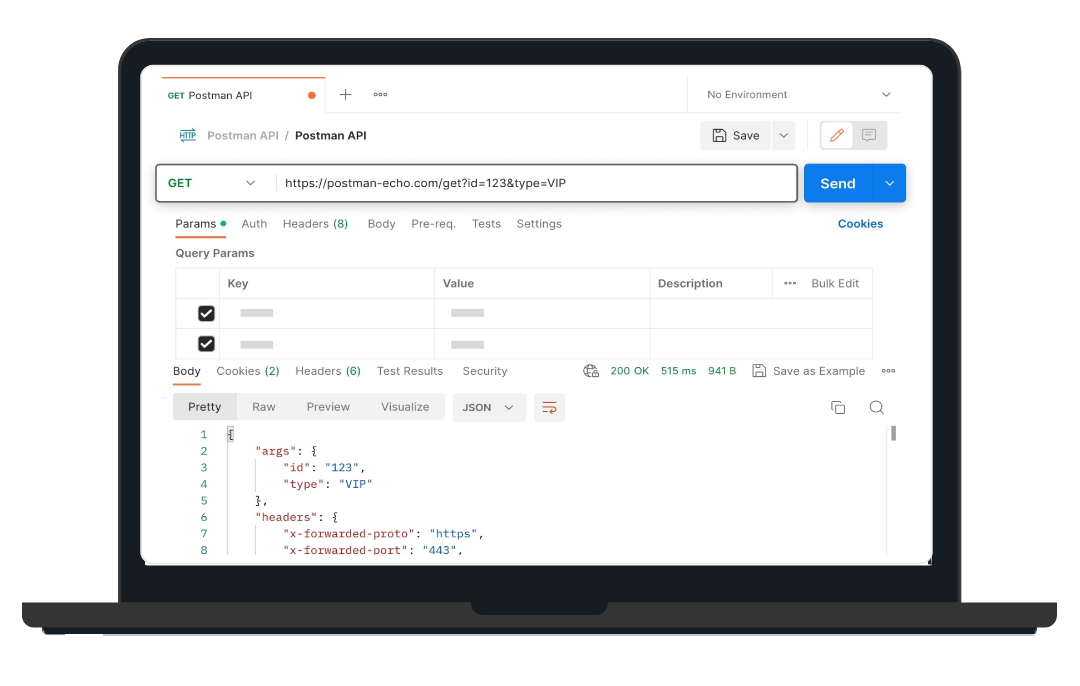 GET Postman API
No Environment
HTTP Postman API / Postman API
Save
GET https://postman-echo.com/get?id=123&type=VIP Send
Params Auth Headers (8) Body Pre-req. Tests Settings Cookies
Query Params
Key Value Description Bulk Edit
Body Cookies (2) Headers (6) Test Results Security 200 OK 515 ms 941 B Save as Example
Pretty Raw Preview Visualize JSON
1 {
2 "args": {
3 "id": "123",
4 "type": "VIP"
5 },
6 "headers": {
7 "x-forwarded-proto": "https",
8 "x-forwarded-port": "443",